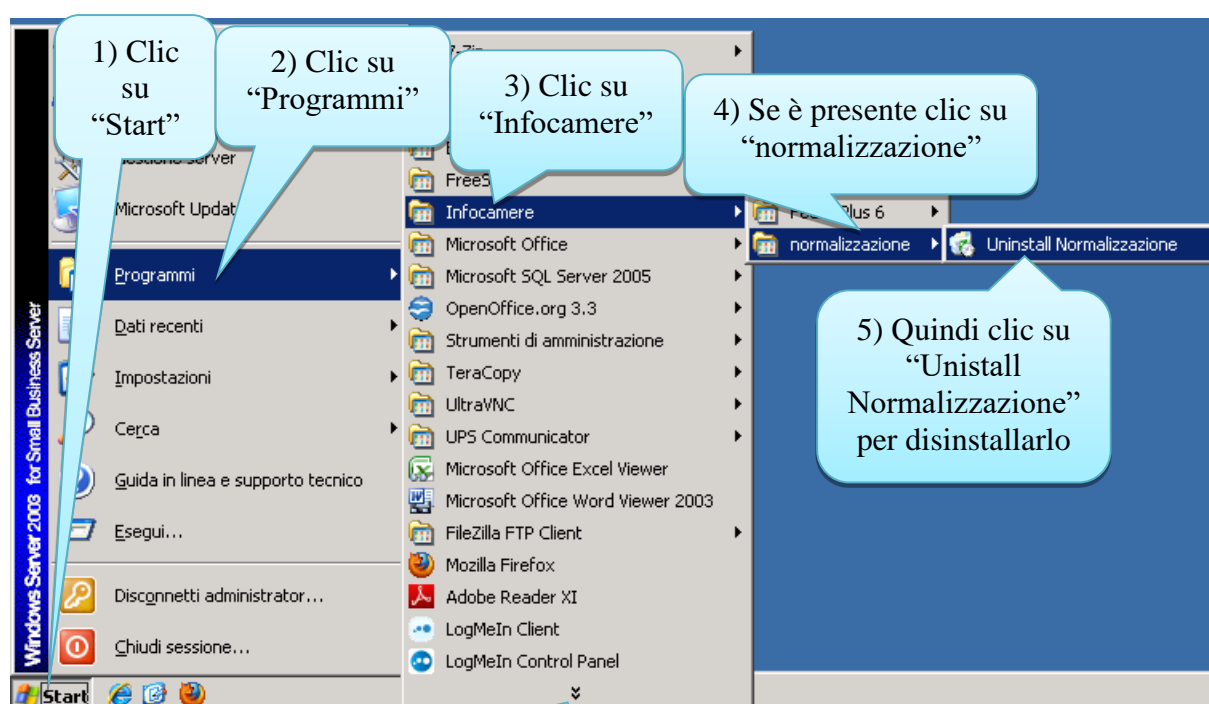 1) Clic
su
“Start”
2) Clic su
“Programmi”
3) Clic su
“Infocamere”
4) Se è presente clic su
“normalizzazione”
5) Quindi clic su
“Unistall
Normalizzazione”
per disinstallarlo
Windows Server 2003 for Small Business Server
server
Microsoft Updat
Programmi
Dati recenti
Impostazioni
Cerca
Guida in linea e supporto tecnico
Esegui...
Disconnetti administrator...
Chiudi sessione...
Start
7-Zip
FreeS
Infocamere
Microsoft Office
Microsoft SQL Server 2005
OpenOffice.org 3.3
Strumenti di amministrazione
TeraCopy
UltraVNC
UPS Communicator
Microsoft Office Excel Viewer
Microsoft Office Word Viewer 2003
FileZilla FTP Client
Mozilla Firefox
Adobe Reader XI
LogMeIn Client
LogMeIn Control Panel
Plus 6
normalizzazione
Uninstall Normalizzazione